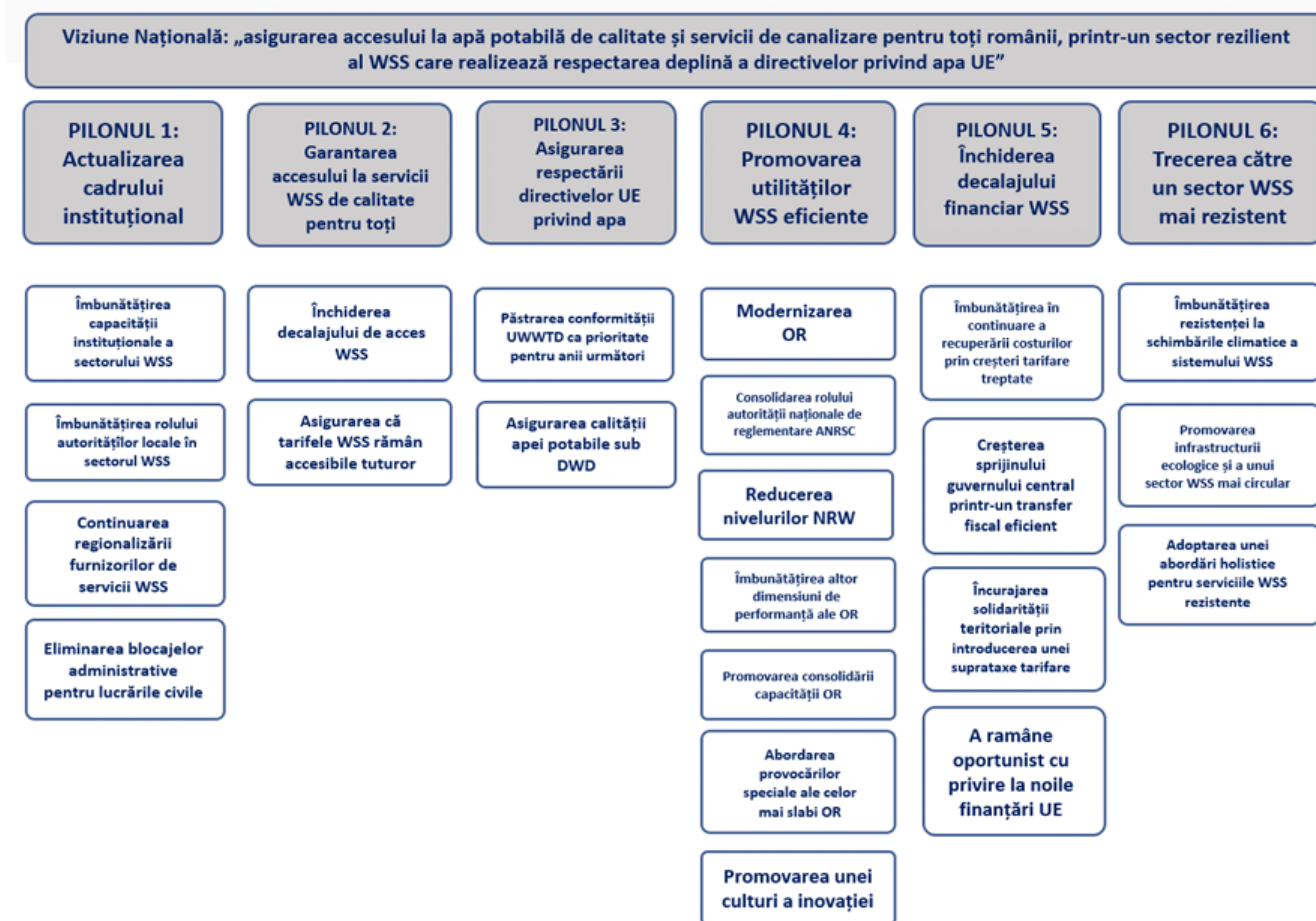 Viziune Națională: „asigurarea accesului la apă potabilă de calitate și servicii de canalizare pentru toți românii, printr-un sector rezilient
al WSS care realizează respectarea deplină a directivelor privind apa UE”
PILONUL 1:
Actualizarea
cadrului
instituțional
Îmbunătățirea
capacității
instituționale a
sectorului WSS
Îmbunătățirea rolului
autorităților locale în
sectorul WSS
Continuarea
regionalizării
furnizorilor de
servicii WSS
Eliminarea blocajelor
administrative
pentru lucrările civile
PILONUL 2:
Garantarea
accesului la servicii
WSS de calitate
pentru toți
Închiderea
decalajului de acces
WSS
Asigurarea că
tarifele WSS rămân
accesibile tuturor
PILONUL 3:
Asigurarea
respectării
directivelor UE
privind apa
Păstrarea conformității
UWWTD ca prioritate
pentru anii următori
Asigurarea calității
apei potabile sub
DWD
PILONUL 4:
Promovarea
utilităților
WSS eficiente
Modernizarea
OR
Consolidarea rolului
autorității naționale de
reglementare ANRSC
Reducerea
nivelurilor NRW
Îmbunătățirea altor
dimensiuni de
performanță ale OR
Promovarea consolidării
capacității OR
Abordarea
provocărilor
speciale ale celor
mai slabi OR
Promovarea unei
culturi a inovației
PILONUL 5:
Închiderea
decalajului
financiar WSS
Îmbunătățirea în
continuare a
recuperării costurilor
prin creșteri tarifare
treptate
Creșterea
sprijinului
guvernului central
printr-un transfer
fiscal eficient
Încurajarea
solidarității
teritoriale prin
introducerea unei
suprataxe tarifare
A ramâne
oportunist cu
privire la noile
finanțări UE
PILONUL 6:
Trecerea către
un sector WSS
mai rezistent
Îmbunătățirea
rezistenței la
schimbările climatice a
sistemului WSS
Promovarea
infrastructurii
ecologice și a unui
sector WSS mai circular
Adoptarea unei
abordări holistice
pentru serviciile WSS
rezistente